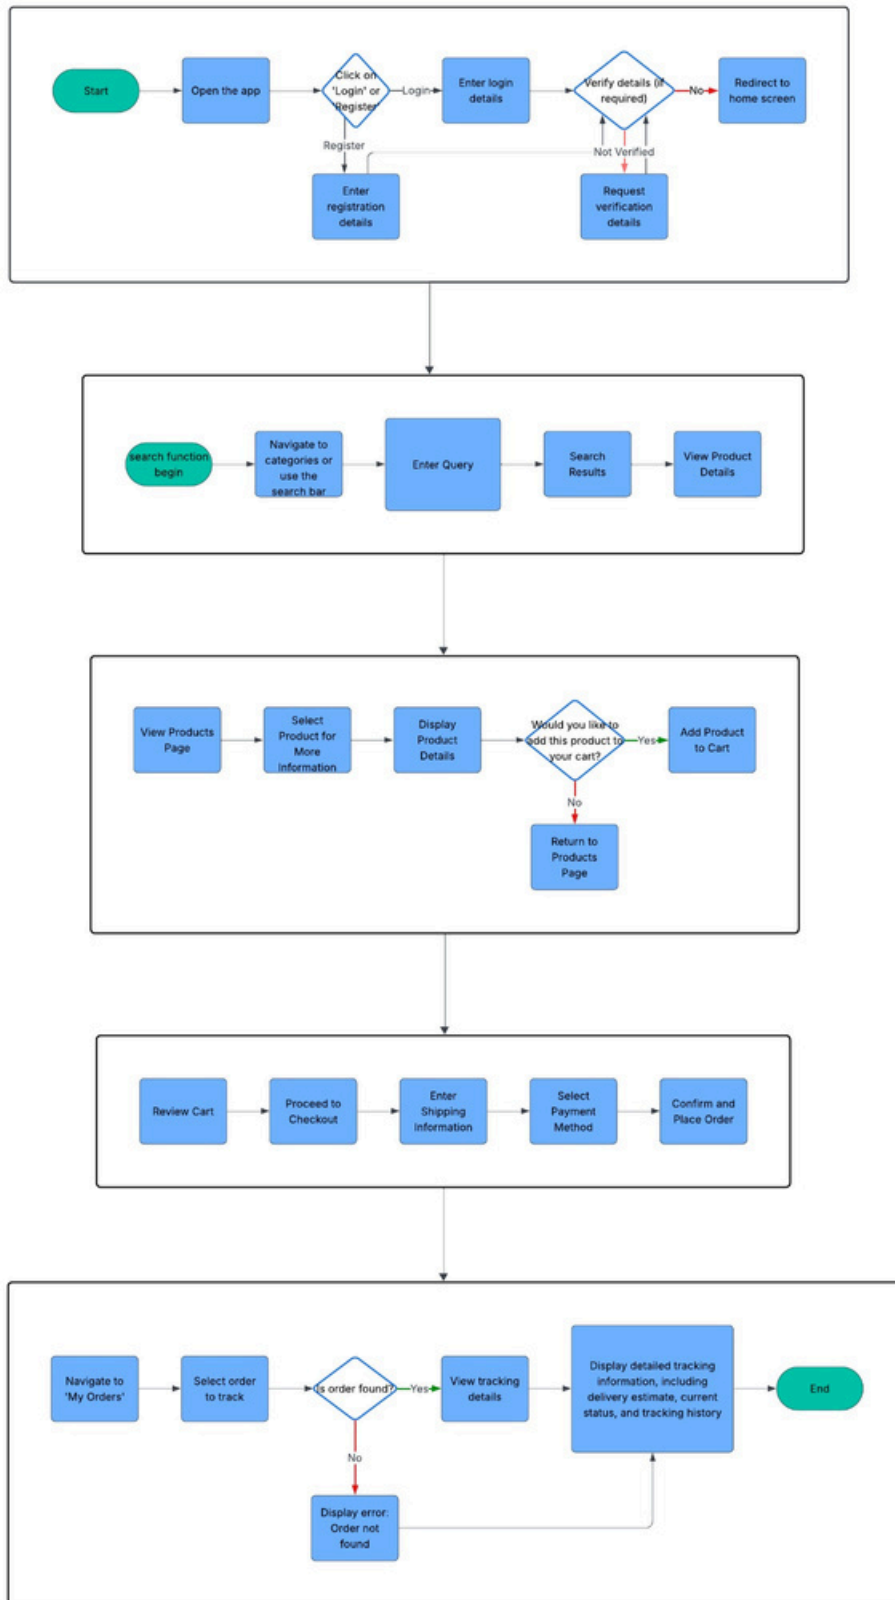 Start
Open the app
Click on
'Login' or
'Register'
Login
Enter login
details
Verify details (if
required)
No
Redirect to
home screen
Register
Not Verified
Enter
registration
details
Request
verification
details
search function
begin
Navigate to
categories or
use the
search bar
Enter Query
Search
Results
View Product
Details
View Products
Page
Select
Product for
More
Information
Display
Product
Details
Would you like to
add this product to
your cart?
Yes
Add Product
to Cart
No
Return to
Products
Page
Review Cart
Proceed to
Checkout
Enter
Shipping
Information
Select
Payment
Method
Confirm and
Place Order
Navigate to
'My Orders'
Select order
to track
Is order found?
Yes
View tracking
details
Display detailed tracking
information, including
delivery estimate, current
status, and tracking history
End
No
Display error:
Order not
found